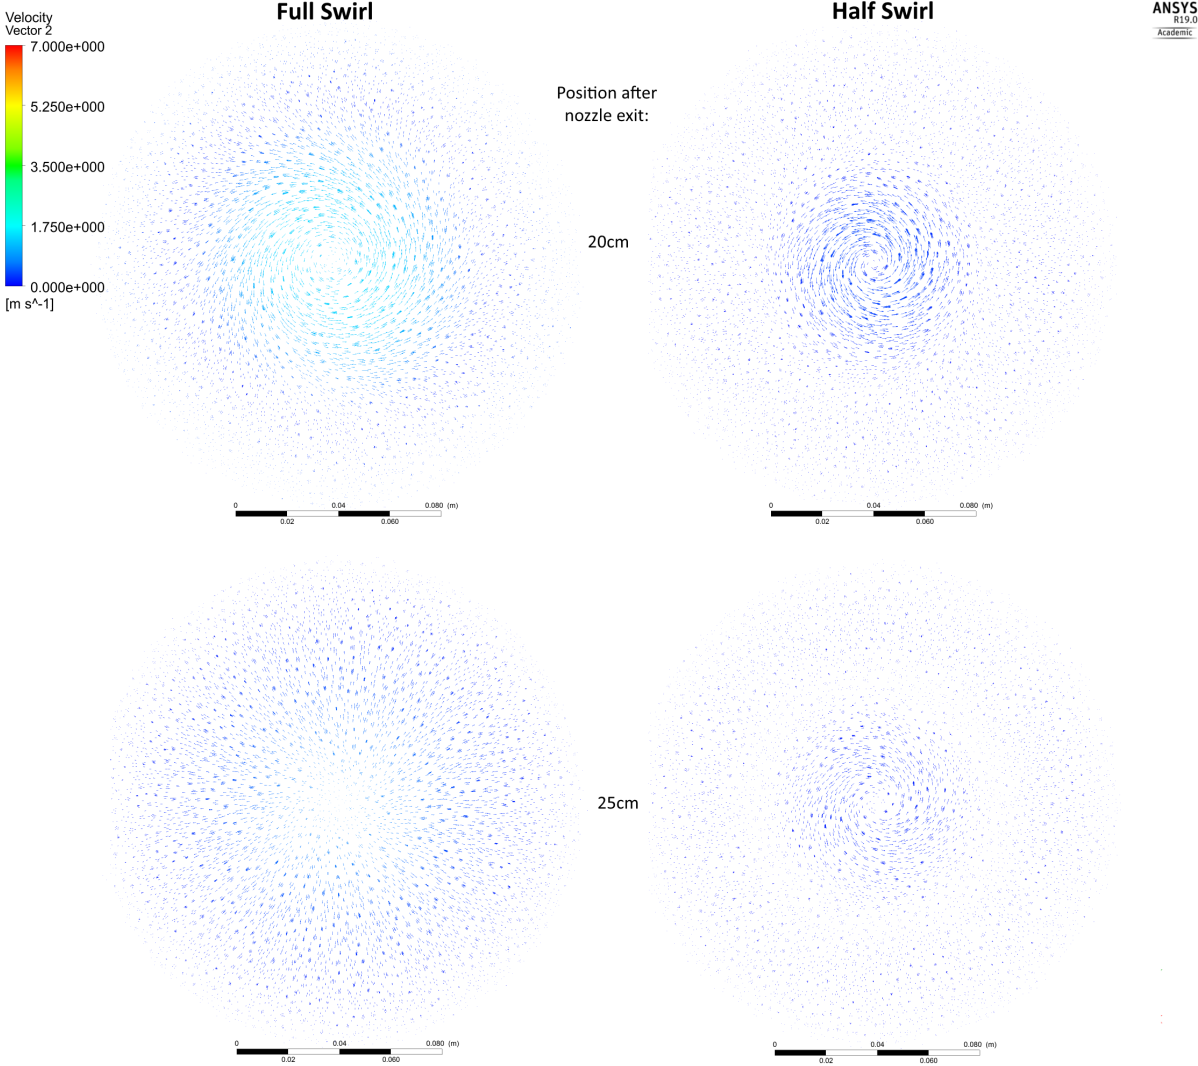 Full Swirl
Half Swirl
ANSYS
R19.0
Academic
Velocity
Vector 2
7.000e+000
5.250e+000
3.500e+000
1.750e+000
0.000e+000
[m s^-1]
Position after
nozzle exit:
20cm
0 0.04 0.080 (m)
0.02 0.060
0 0.04 0.080 (m)
0.02 0.060
25cm
0 0.04 0.080 (m)
0.02 0.060
0 0.04 0.080 (m)
0.02 0.060